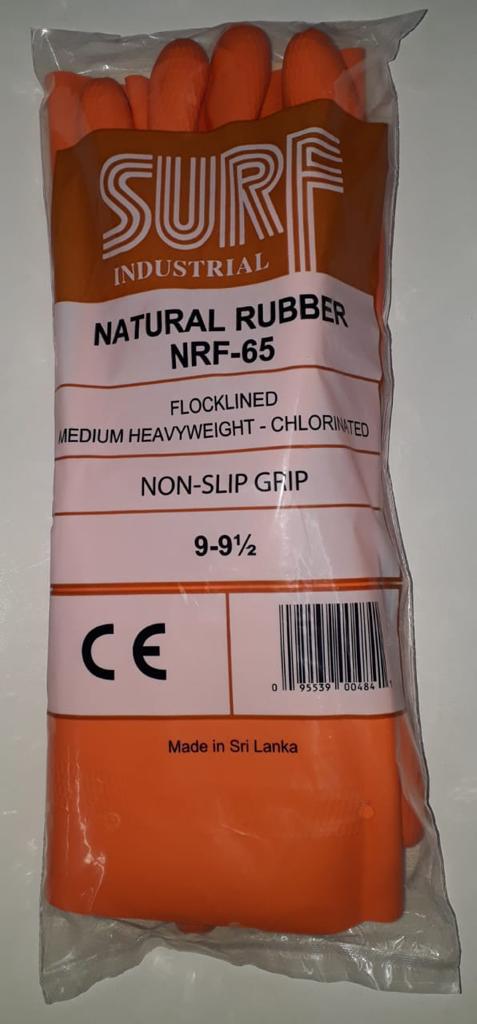 SURF
INDUSTRIAL
NATURAL RUBBER
NRF-65
FLOCKLINED
MEDIUM HEAVYWEIGHT - CHLORINATED
NON-SLIP GRIP
9-9½
CE
0 95539 00484 1
Made in Sri Lanka